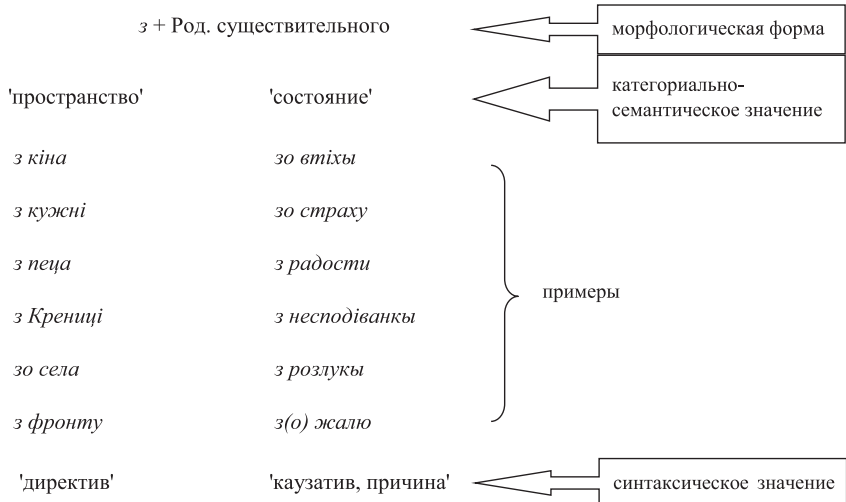 з + Род. существительного
морфологическая форма
'пространство' 'состояние'
категориально-
семантическое значение
з кіна зо втіхы
з кужні зо страху
з пеца з радости
примеры
з Крениці з несподіванкы
зо села з розлукы
з фронту з(о) жалю
'директив' 'каузатив, причина'
синтаксическое значение